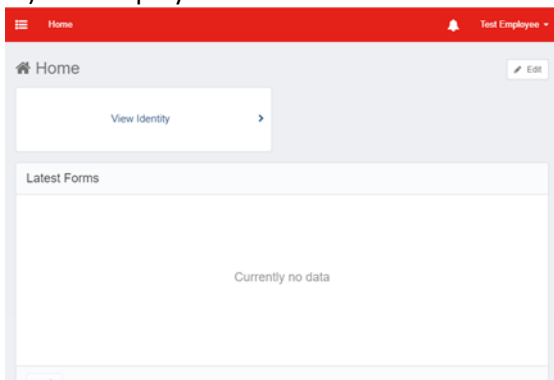 Home Test Employee
Home Edit
View Identity
Latest Forms
Currently no data